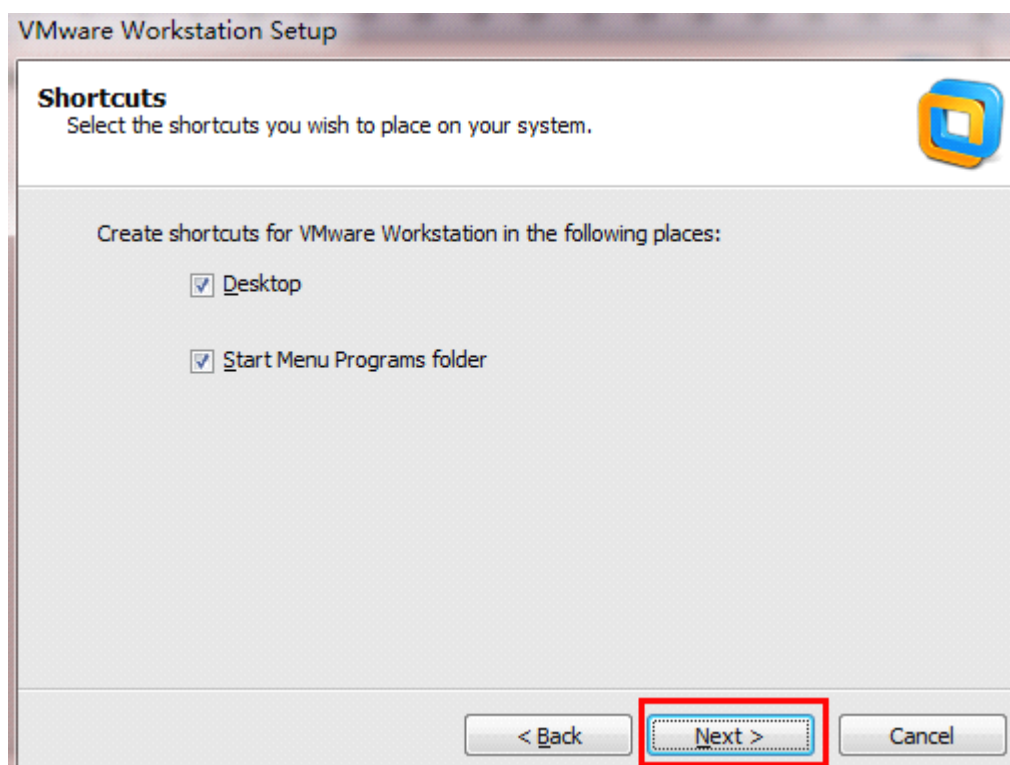 VMware Workstation Setup
Shortcuts
Select the shortcuts you wish to place on your system.
Create shortcuts for VMware Workstation in the following places:
Desktop
Start Menu Programs folder
< Back
Next >
Cancel